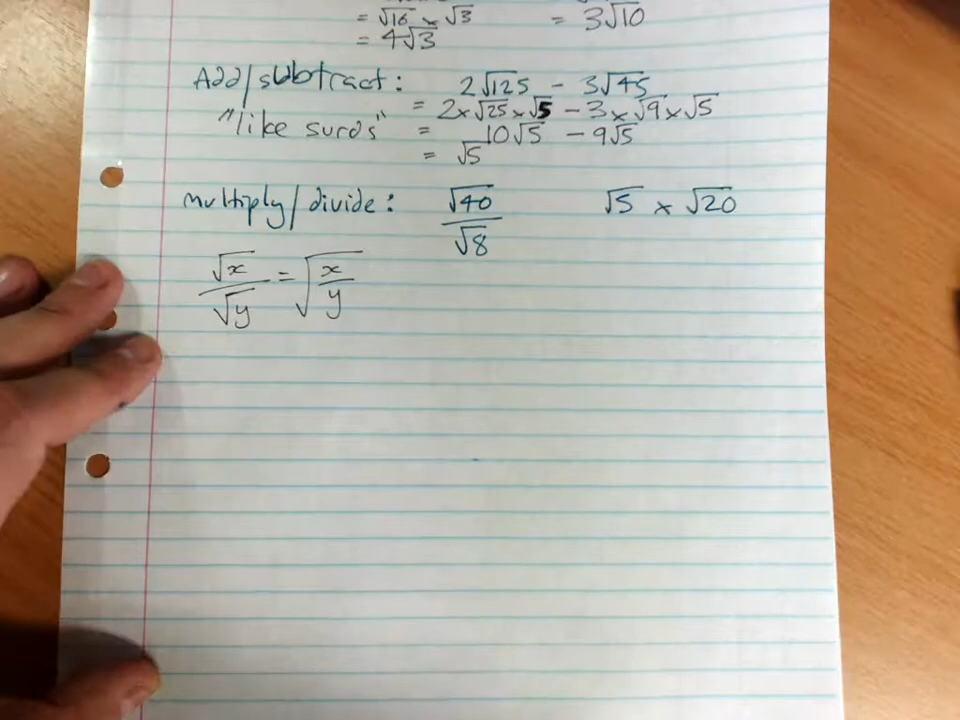 = √16 × √3 = 3√10
= 4√3
Add/subtract: 2√125 - 3√45
= 2×√25×√5 - 3×√9×√5
"like surds" = 10√5 - 9√5
= √5
multiply/divide: √40/√8 √5 × √20
√x/√y = √(x/y)